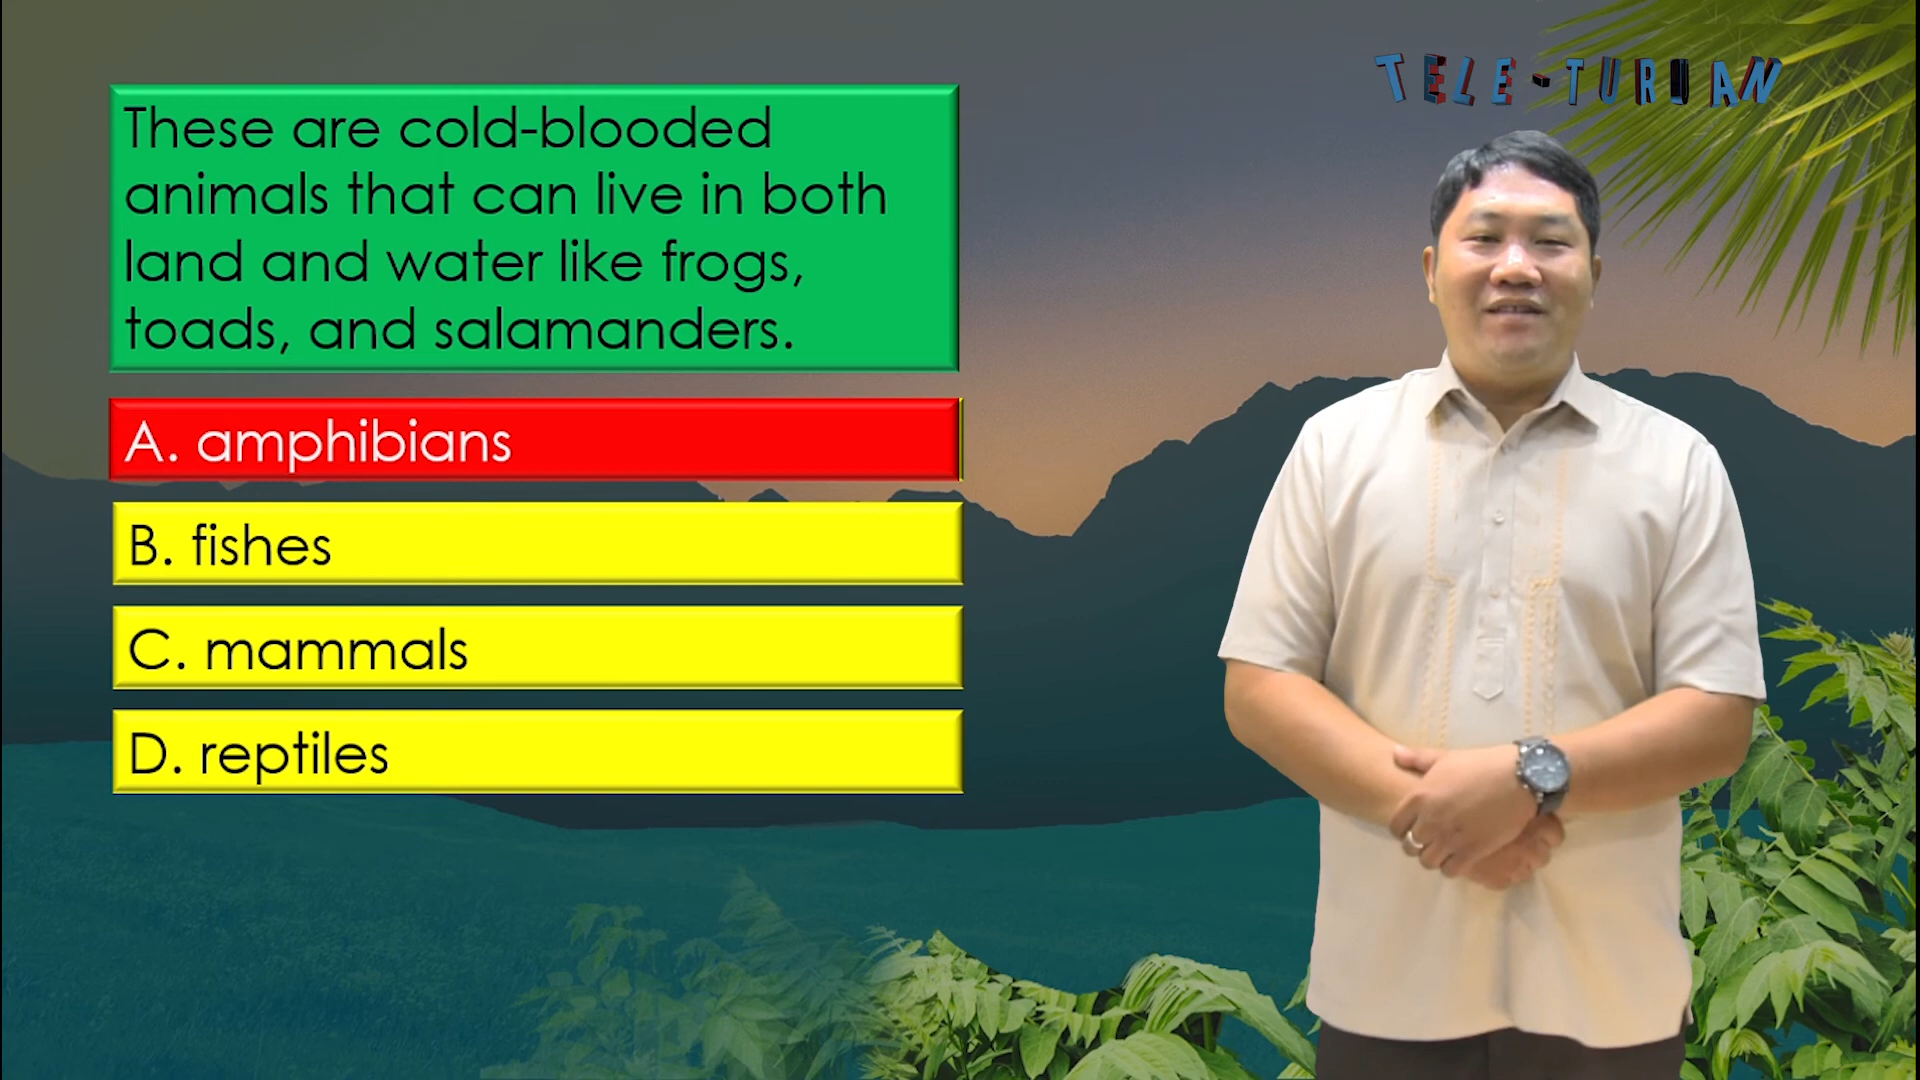 TELE-TURUAN
These are cold-blooded
animals that can live in both
land and water like frogs,
toads, and salamanders.
A. amphibians
B. fishes
C. mammals
D. reptiles